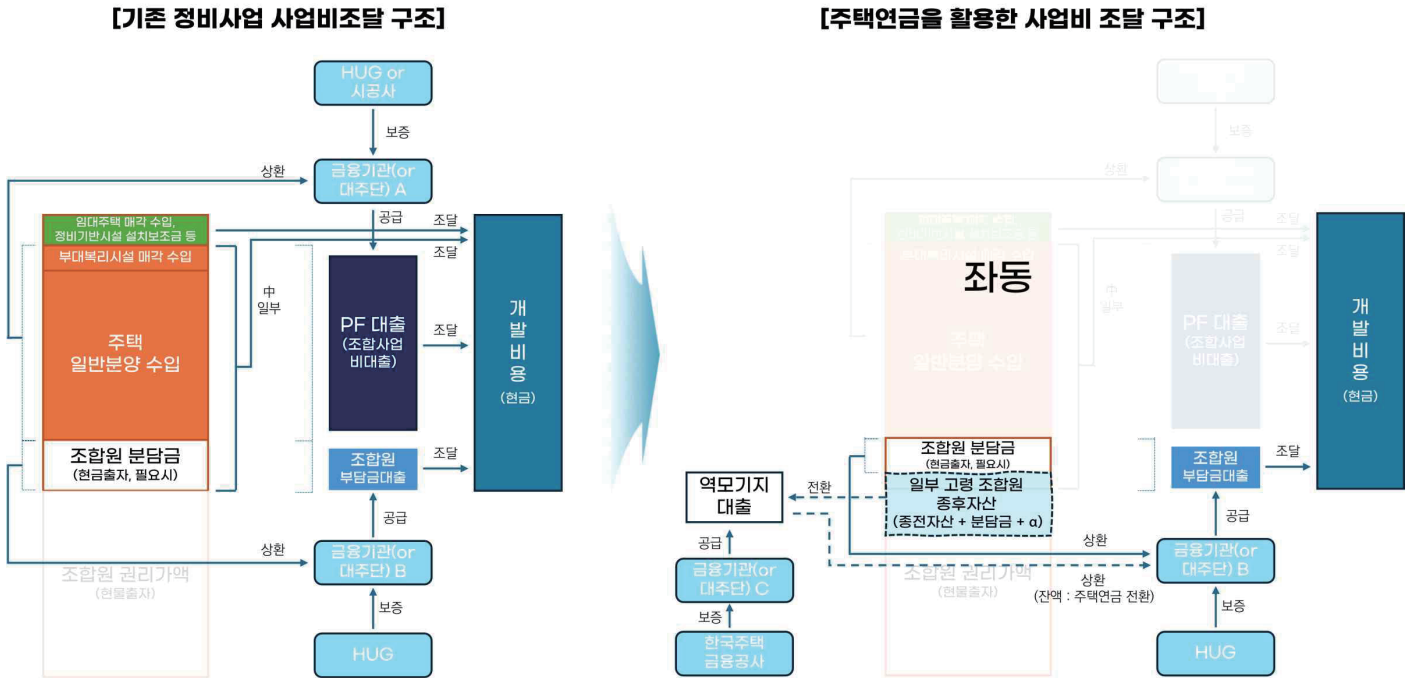 [기존 정비사업 사업비조달 구조]
HUG or
시공사
보증
상환
금융기관(or
대주단) A
공급
임대주택 매각 수입,
정비기반시설 설치보조금 등
조달
부대복리시설 매각 수입
조달
中
일부
주택
일반분양 수입
PF 대출
(조합사업
비대출)
조달
개
발
비
용
(현금)
조합원 분담금
(현금출자, 필요시)
조합원
부담금대출
조달
공급
상환
금융기관(or
대주단) B
조합원 권리가액
(현물출자)
보증
HUG
[주택연금을 활용한 사업비 조달 구조]
보증
상환
공급
조달
조달
좌동
中
일부
주택
일반분양 수입
PF 대출
(조합사업
비대출)
조달
개
발
비
용
(현금)
조합원 분담금
(현금출자, 필요시)
조합원
부담금대출
조달
역모기지
대출
전환
일부 고령 조합원
종후자산
(종전자산 + 분담금 + α)
공급
공급
상환
금융기관(or
대주단) B
금융기관(or
대주단) C
조합원 권리가액
(현물출자)
상환
(잔액 : 주택연금 전환)
보증
보증
한국주택
금융공사
HUG